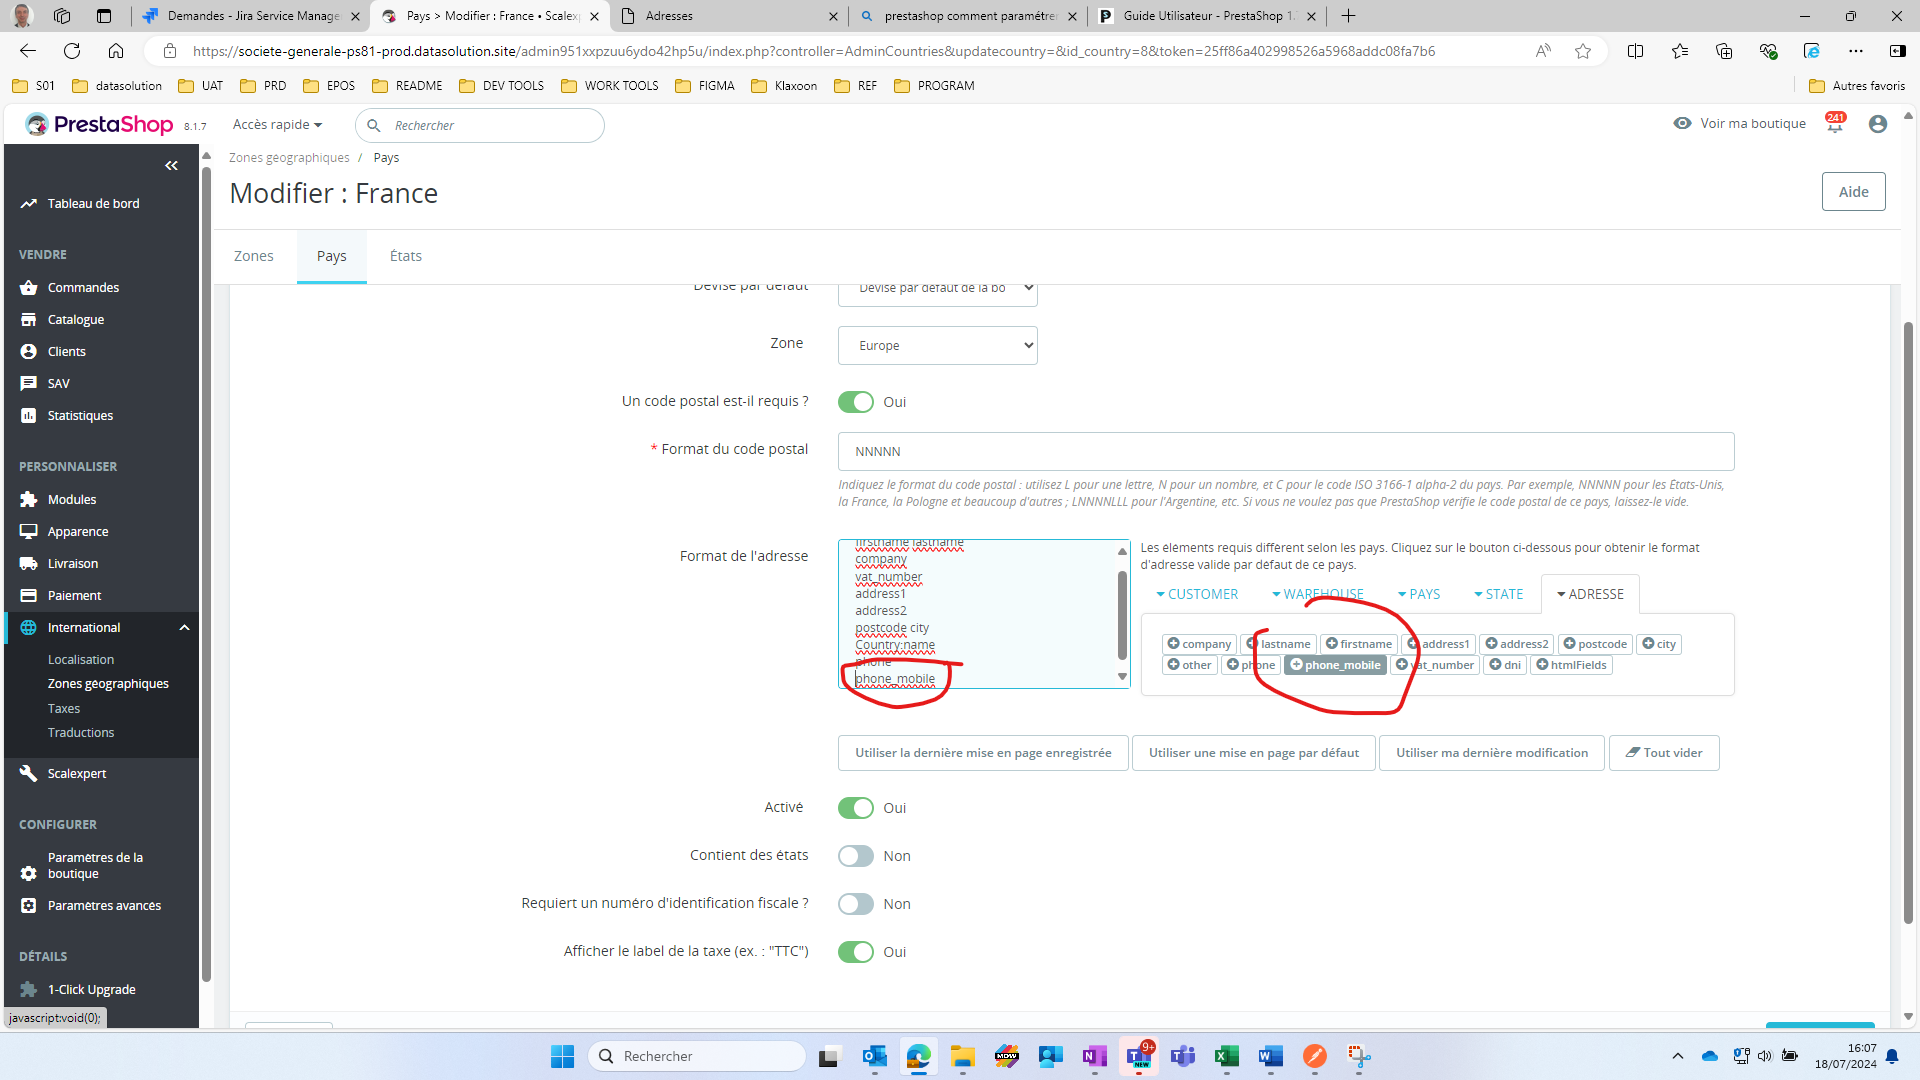 Demandes - Jira Service Manage
Pays > Modifier : France • Scalexp
Adresses
prestashop comment paramétrer
Guide Utilisateur - PrestaShop 1.
https://societe-generale-ps81-prod.datasolution.site/admin951xxpzuu6ydo42hp5u/index.php?controller=AdminCountries&updatecountry=&id_country=8&token=25ff86a402998526a5968addc08fa7b6
S01 datasolution UAT PRD EPOS README DEV TOOLS WORK TOOLS FIGMA Klaxoon REF PROGRAM Autres favoris
PrestaShop 8.1.7 Accès rapide Rechercher Voir ma boutique 241
Zones géographiques / Pays
Modifier : France
Aide
Zones Pays États
Tableau de bord
VENDRE
Commandes
Catalogue
Clients
SAV
Statistiques
PERSONNALISER
Modules
Apparence
Livraison
Paiement
International
Localisation
Zones géographiques
Taxes
Traductions
Scalexpert
CONFIGURER
Paramètres de la
boutique
Paramètres avancés
DÉTAILS
1-Click Upgrade
javascript:void(0);
Devise par défaut Devise par défaut de la bo
Zone Europe
Un code postal est-il requis ? Oui
* Format du code postal NNNNN
Indiquez le format du code postal : utilisez L pour une lettre, N pour un nombre, et C pour le code ISO 3166-1 alpha-2 du pays. Par exemple, NNNNN pour les États-Unis,
la France, la Pologne et beaucoup d'autres ; LNNNNLLL pour l'Argentine, etc. Si vous ne voulez pas que PrestaShop vérifie le code postal de ce pays, laissez-le vide.
Format de l'adresse
firstname lastname
company
vat_number
address1
address2
postcode city
Country:name
phone
phone_mobile
Les éléments requis diffèrent selon les pays. Cliquez sur le bouton ci-dessous pour obtenir le format
d'adresse valide par défaut de ce pays.
CUSTOMER WAREHOUSE PAYS STATE ADRESSE
company lastname firstname address1 address2 postcode city
other phone phone_mobile vat_number dni htmlFields
Utiliser la dernière mise en page enregistrée Utiliser une mise en page par défaut Utiliser ma dernière modification Tout vider
Activé Oui
Contient des états Non
Requiert un numéro d'identification fiscale ? Non
Afficher le label de la taxe (ex. : "TTC") Oui
Rechercher
9+
NEW
16:07
18/07/2024